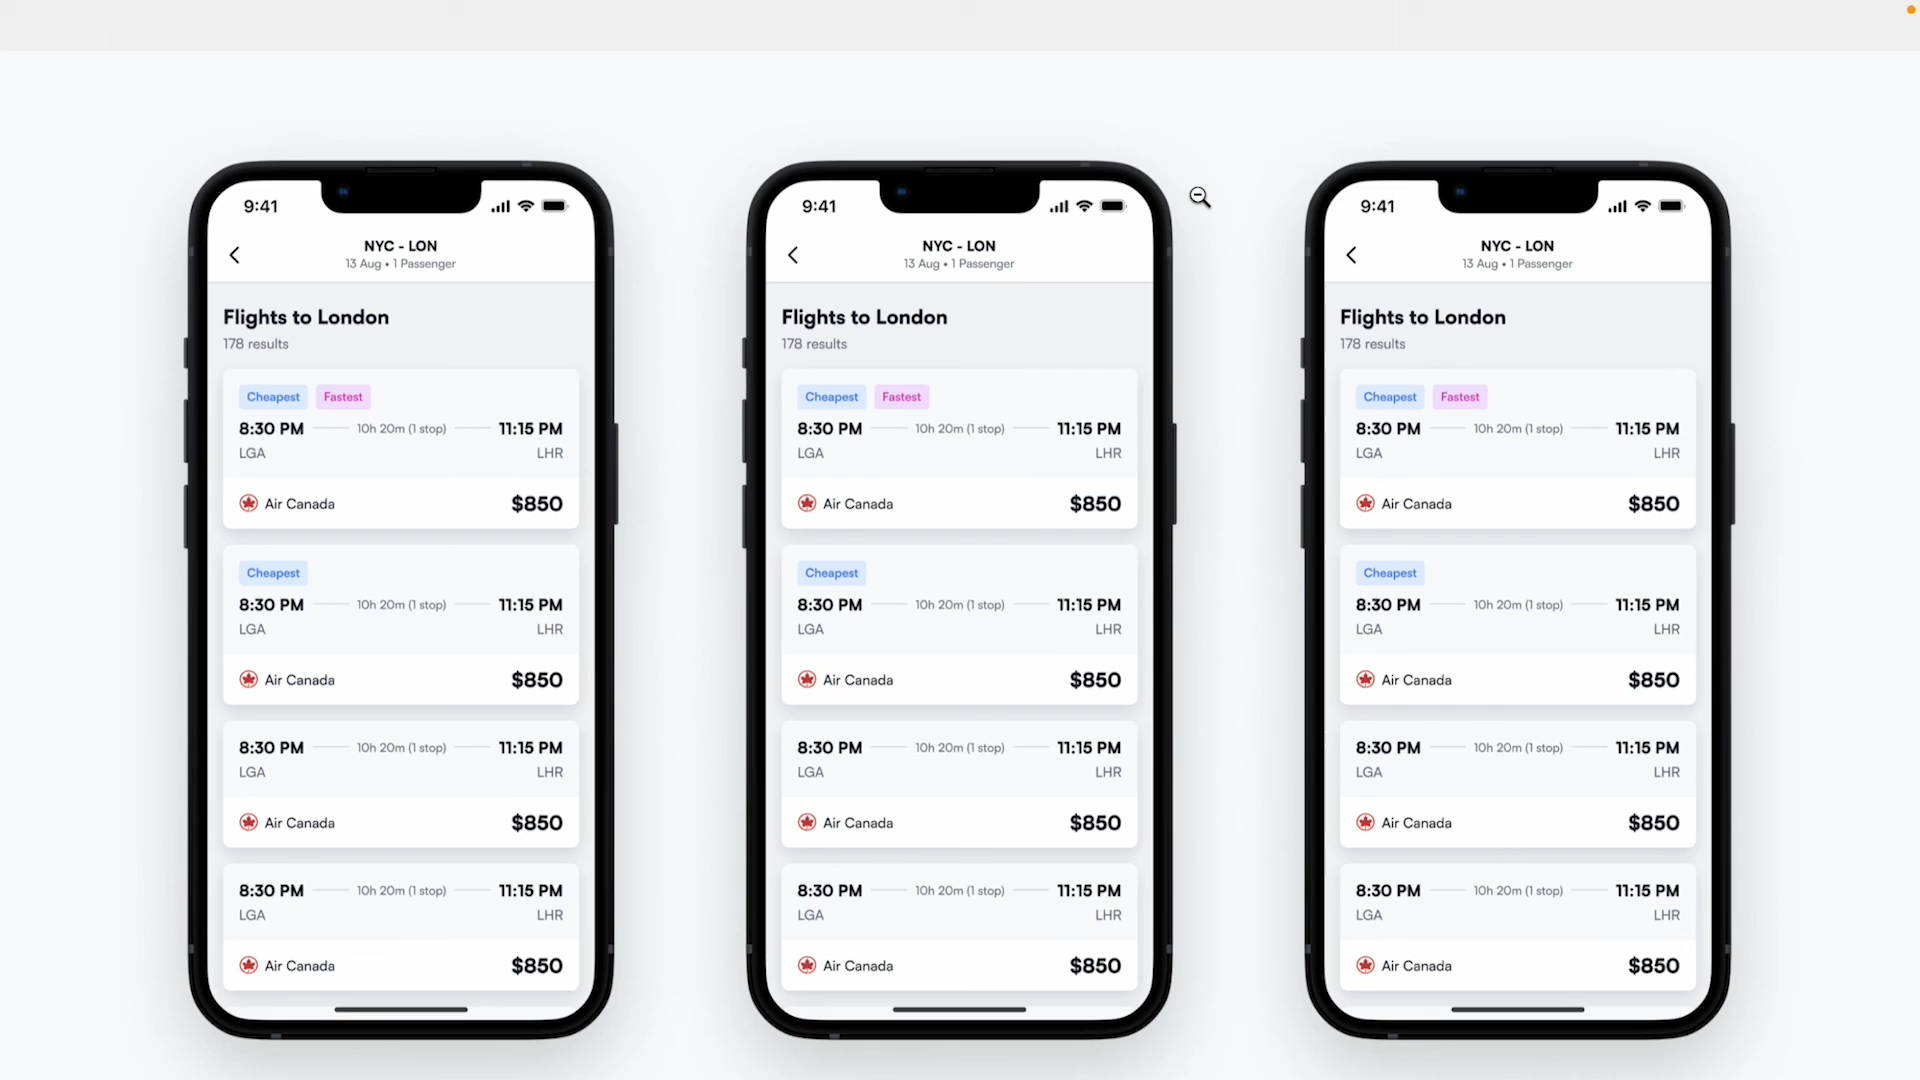 9:41
NYC - LON
13 Aug • 1 Passenger
Flights to London
178 results
Cheapest Fastest
8:30 PM 10h 20m (1 stop) 11:15 PM
LGA LHR
Air Canada $850
Cheapest
8:30 PM 10h 20m (1 stop) 11:15 PM
LGA LHR
Air Canada $850
8:30 PM 10h 20m (1 stop) 11:15 PM
LGA LHR
Air Canada $850
8:30 PM 10h 20m (1 stop) 11:15 PM
LGA LHR
Air Canada $850
9:41
NYC - LON
13 Aug • 1 Passenger
Flights to London
178 results
Cheapest Fastest
8:30 PM 10h 20m (1 stop) 11:15 PM
LGA LHR
Air Canada $850
Cheapest
8:30 PM 10h 20m (1 stop) 11:15 PM
LGA LHR
Air Canada $850
8:30 PM 10h 20m (1 stop) 11:15 PM
LGA LHR
Air Canada $850
8:30 PM 10h 20m (1 stop) 11:15 PM
LGA LHR
Air Canada $850
9:41
NYC - LON
13 Aug • 1 Passenger
Flights to London
178 results
Cheapest Fastest
8:30 PM 10h 20m (1 stop) 11:15 PM
LGA LHR
Air Canada $850
Cheapest
8:30 PM 10h 20m (1 stop) 11:15 PM
LGA LHR
Air Canada $850
8:30 PM 10h 20m (1 stop) 11:15 PM
LGA LHR
Air Canada $850
8:30 PM 10h 20m (1 stop) 11:15 PM
LGA LHR
Air Canada $850